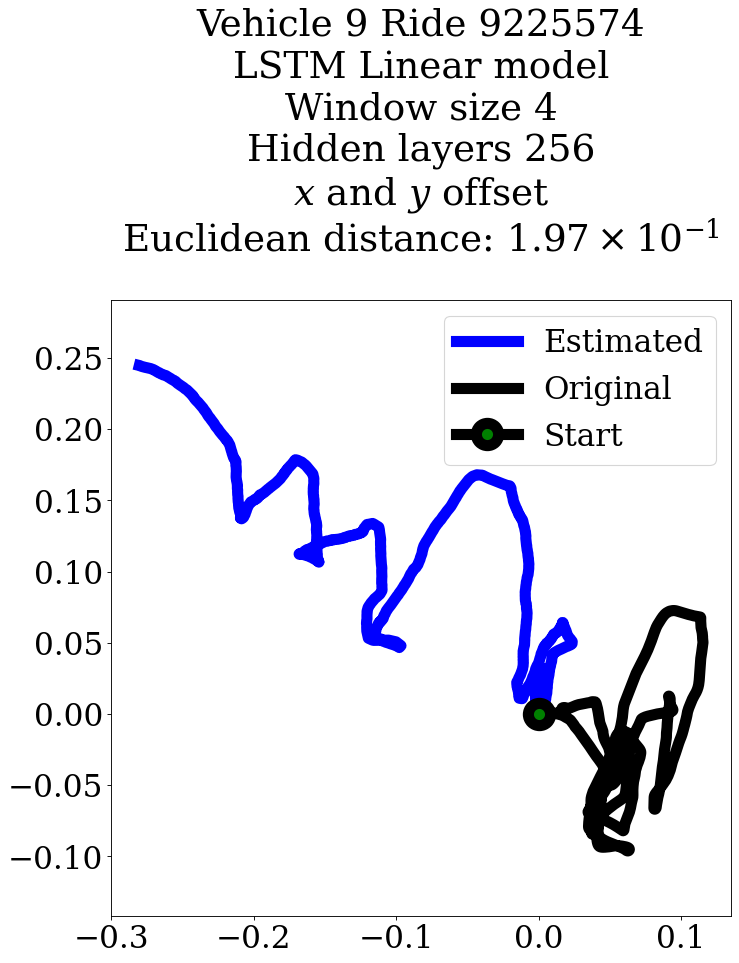 Vehicle 9 Ride 9225574
LSTM Linear model
Window size 4
Hidden layers 256
x and y offset
Euclidean distance: 1.97 × 10⁻¹
Estimated
Original
Start
0.25
0.20
0.15
0.10
0.05
0.00
−0.05
−0.10
−0.3 −0.2 −0.1 0.0 0.1